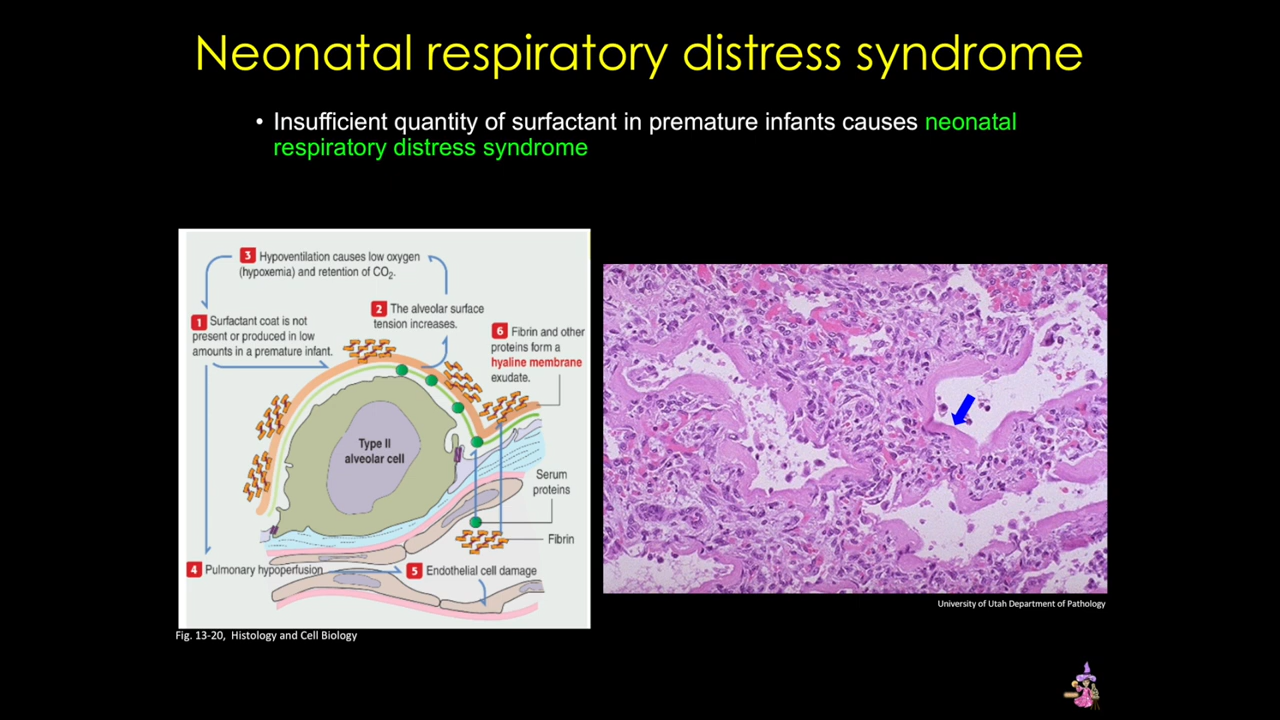 Neonatal respiratory distress syndrome
• Insufficient quantity of surfactant in premature infants causes neonatal
respiratory distress syndrome
3 Hypoventilation causes low oxygen
(hypoxemia) and retention of CO₂.
1 Surfactant coat is not
present or produced in low
amounts in a premature infant.
2 The alveolar surface
tension increases.
6 Fibrin and other
proteins form a
hyaline membrane
exudate.
Type II
alveolar cell
Serum
proteins
Fibrin
4 Pulmonary hypoperfusion
5 Endothelial cell damage
Fig. 13-20, Histology and Cell Biology
University of Utah Department of Pathology